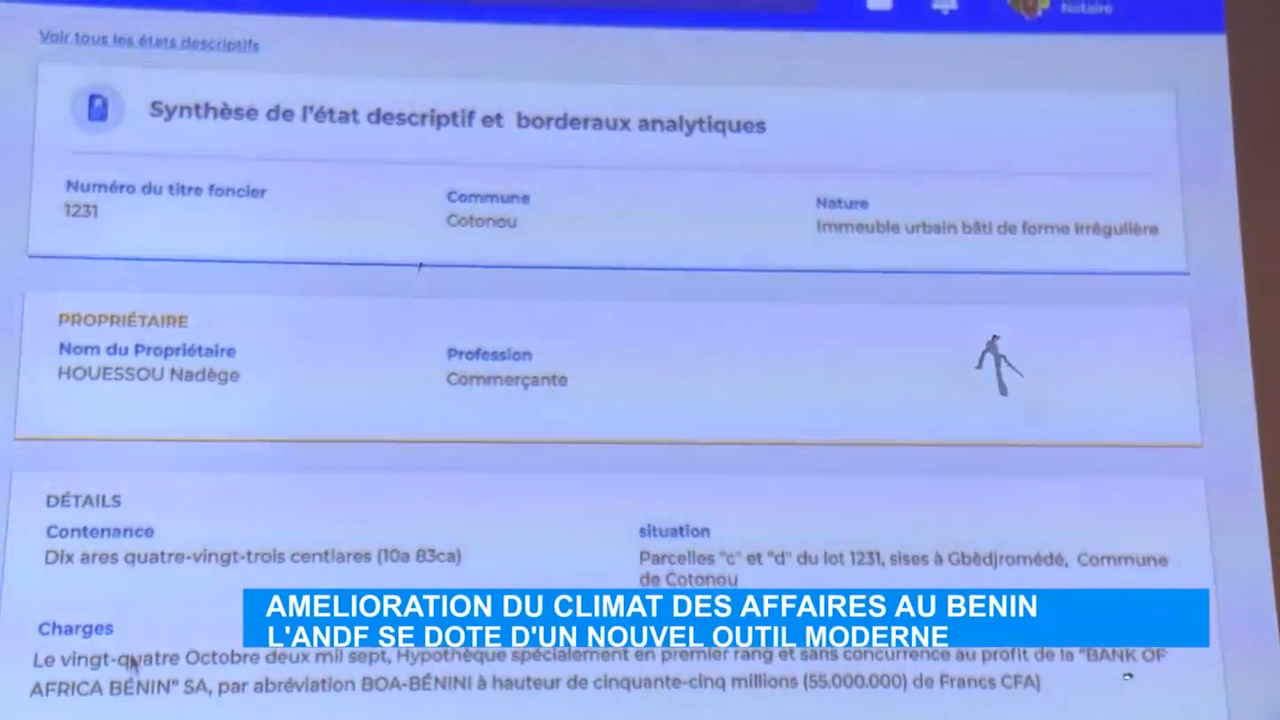 Notaire
Voir tous les états descriptifs
Synthèse de l'état descriptif et borderaux analytiques
Numéro du titre foncier
1231
Commune
Cotonou
Nature
Immeuble urbain bâti de forme irrégulière
PROPRIÉTAIRE
Nom du Propriétaire
HOUESSOU Nadège
Profession
Commerçante
DÉTAILS
Contenance
Dix ares quatre-vingt-trois centiares (10a 83ca)
situation
Parcelles "c" et "d" du lot 1231, sises à Gbèdjromédé, Commune
de Cotonou
AMELIORATION DU CLIMAT DES AFFAIRES AU BENIN
L'ANDF SE DOTE D'UN NOUVEL OUTIL MODERNE
Charges
Le vingt-quatre Octobre deux mil sept, Hypothèque spécialement en premier rang et sans concurrence au profit de la "BANK OF
AFRICA BÉNIN" SA, par abréviation BOA-BÉNINI à hauteur de cinquante-cinq millions (55.000.000) de Francs CFA)